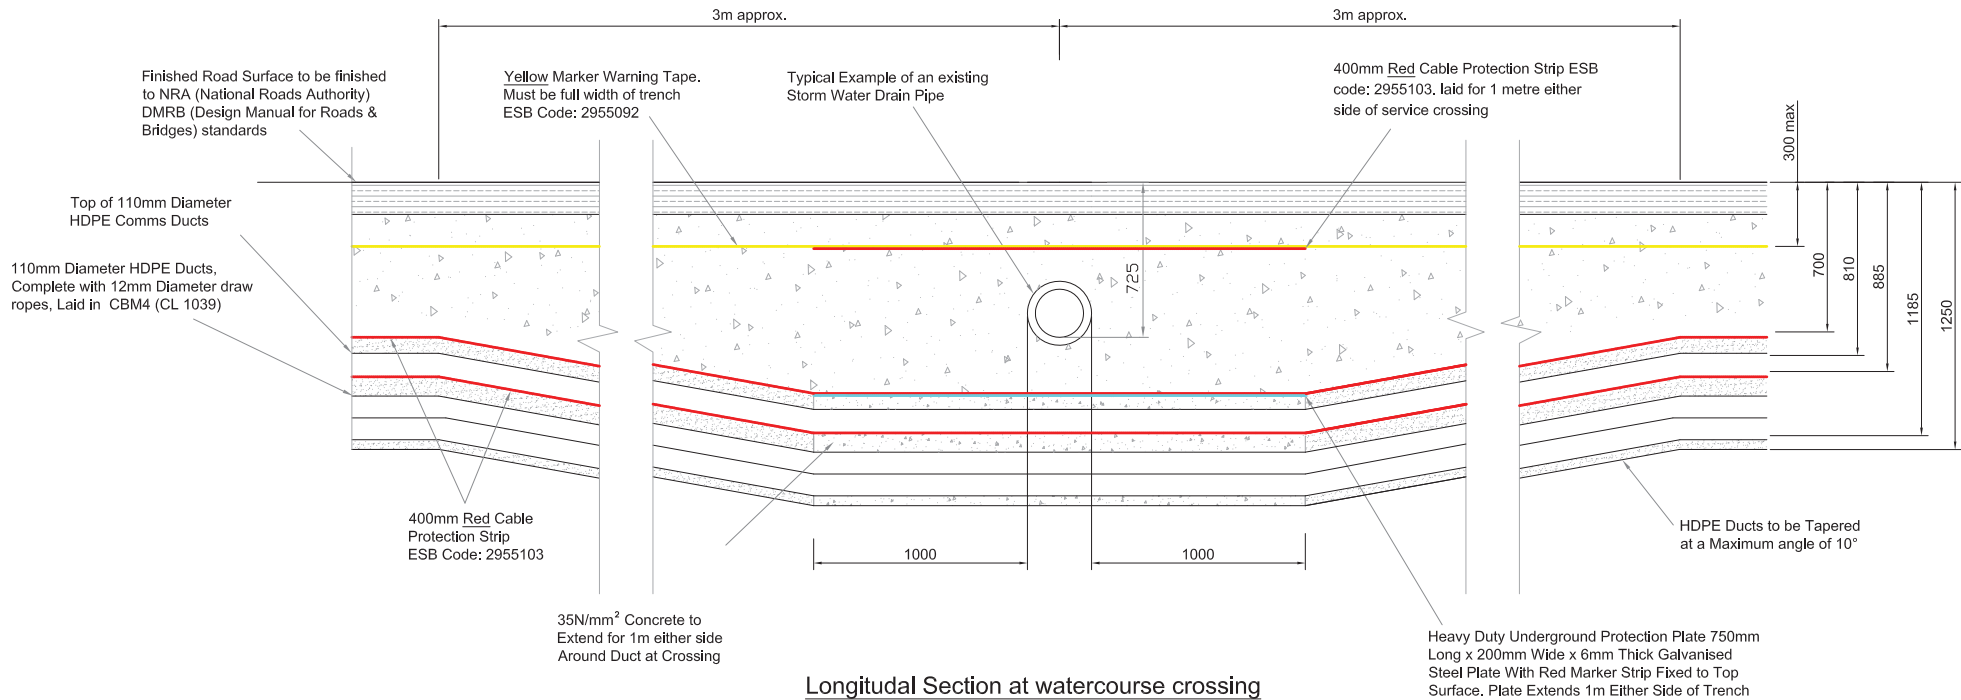 3m approx.
3m approx.
Finished Road Surface to be finished
to NRA (National Roads Authority)
DMRB (Design Manual for Roads &
Bridges) standards
Yellow Marker Warning Tape.
Must be full width of trench
ESB Code: 2955092
Typical Example of an existing
Storm Water Drain Pipe
400mm Red Cable Protection Strip ESB
code: 2955103. laid for 1 metre either
side of service crossing
300 max
Top of 110mm Diameter
HDPE Comms Ducts
110mm Diameter HDPE Ducts,
Complete with 12mm Diameter draw
ropes, Laid in CBM4 (CL 1039)
725
700
810
885
1185
1250
400mm Red Cable
Protection Strip
ESB Code: 2955103
1000
1000
HDPE Ducts to be Tapered
at a Maximum angle of 10°
35N/mm² Concrete to
Extend for 1m either side
Around Duct at Crossing
Heavy Duty Underground Protection Plate 750mm
Long x 200mm Wide x 6mm Thick Galvanised
Steel Plate With Red Marker Strip Fixed to Top
Surface. Plate Extends 1m Either Side of Trench
Longitudal Section at watercourse crossing